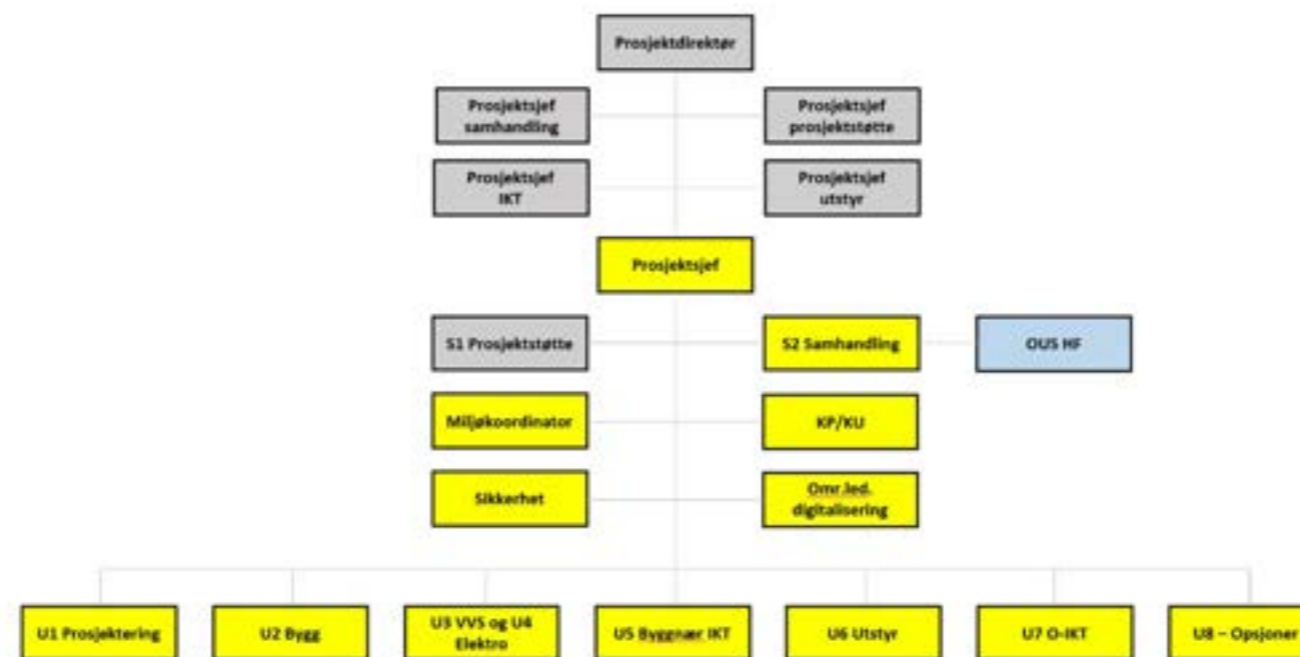 Prosjektdirektør
Prosjektsjef
samhandling
Prosjektsjef
prosjektstøtte
Prosjektsjef
IKT
Prosjektsjef
utstyr
Prosjektsjef
S1 Prosjektstøtte
S2 Samhandling
OUS HF
Miljøkoordinator
KP/KU
Sikkerhet
Omr.led.
digitalisering
U1 Prosjektering
U2 Bygg
U3 VVS og U4
Elektro
U5 Byggnær IKT
U6 Utstyr
U7 O-IKT
U8 – Opsjoner